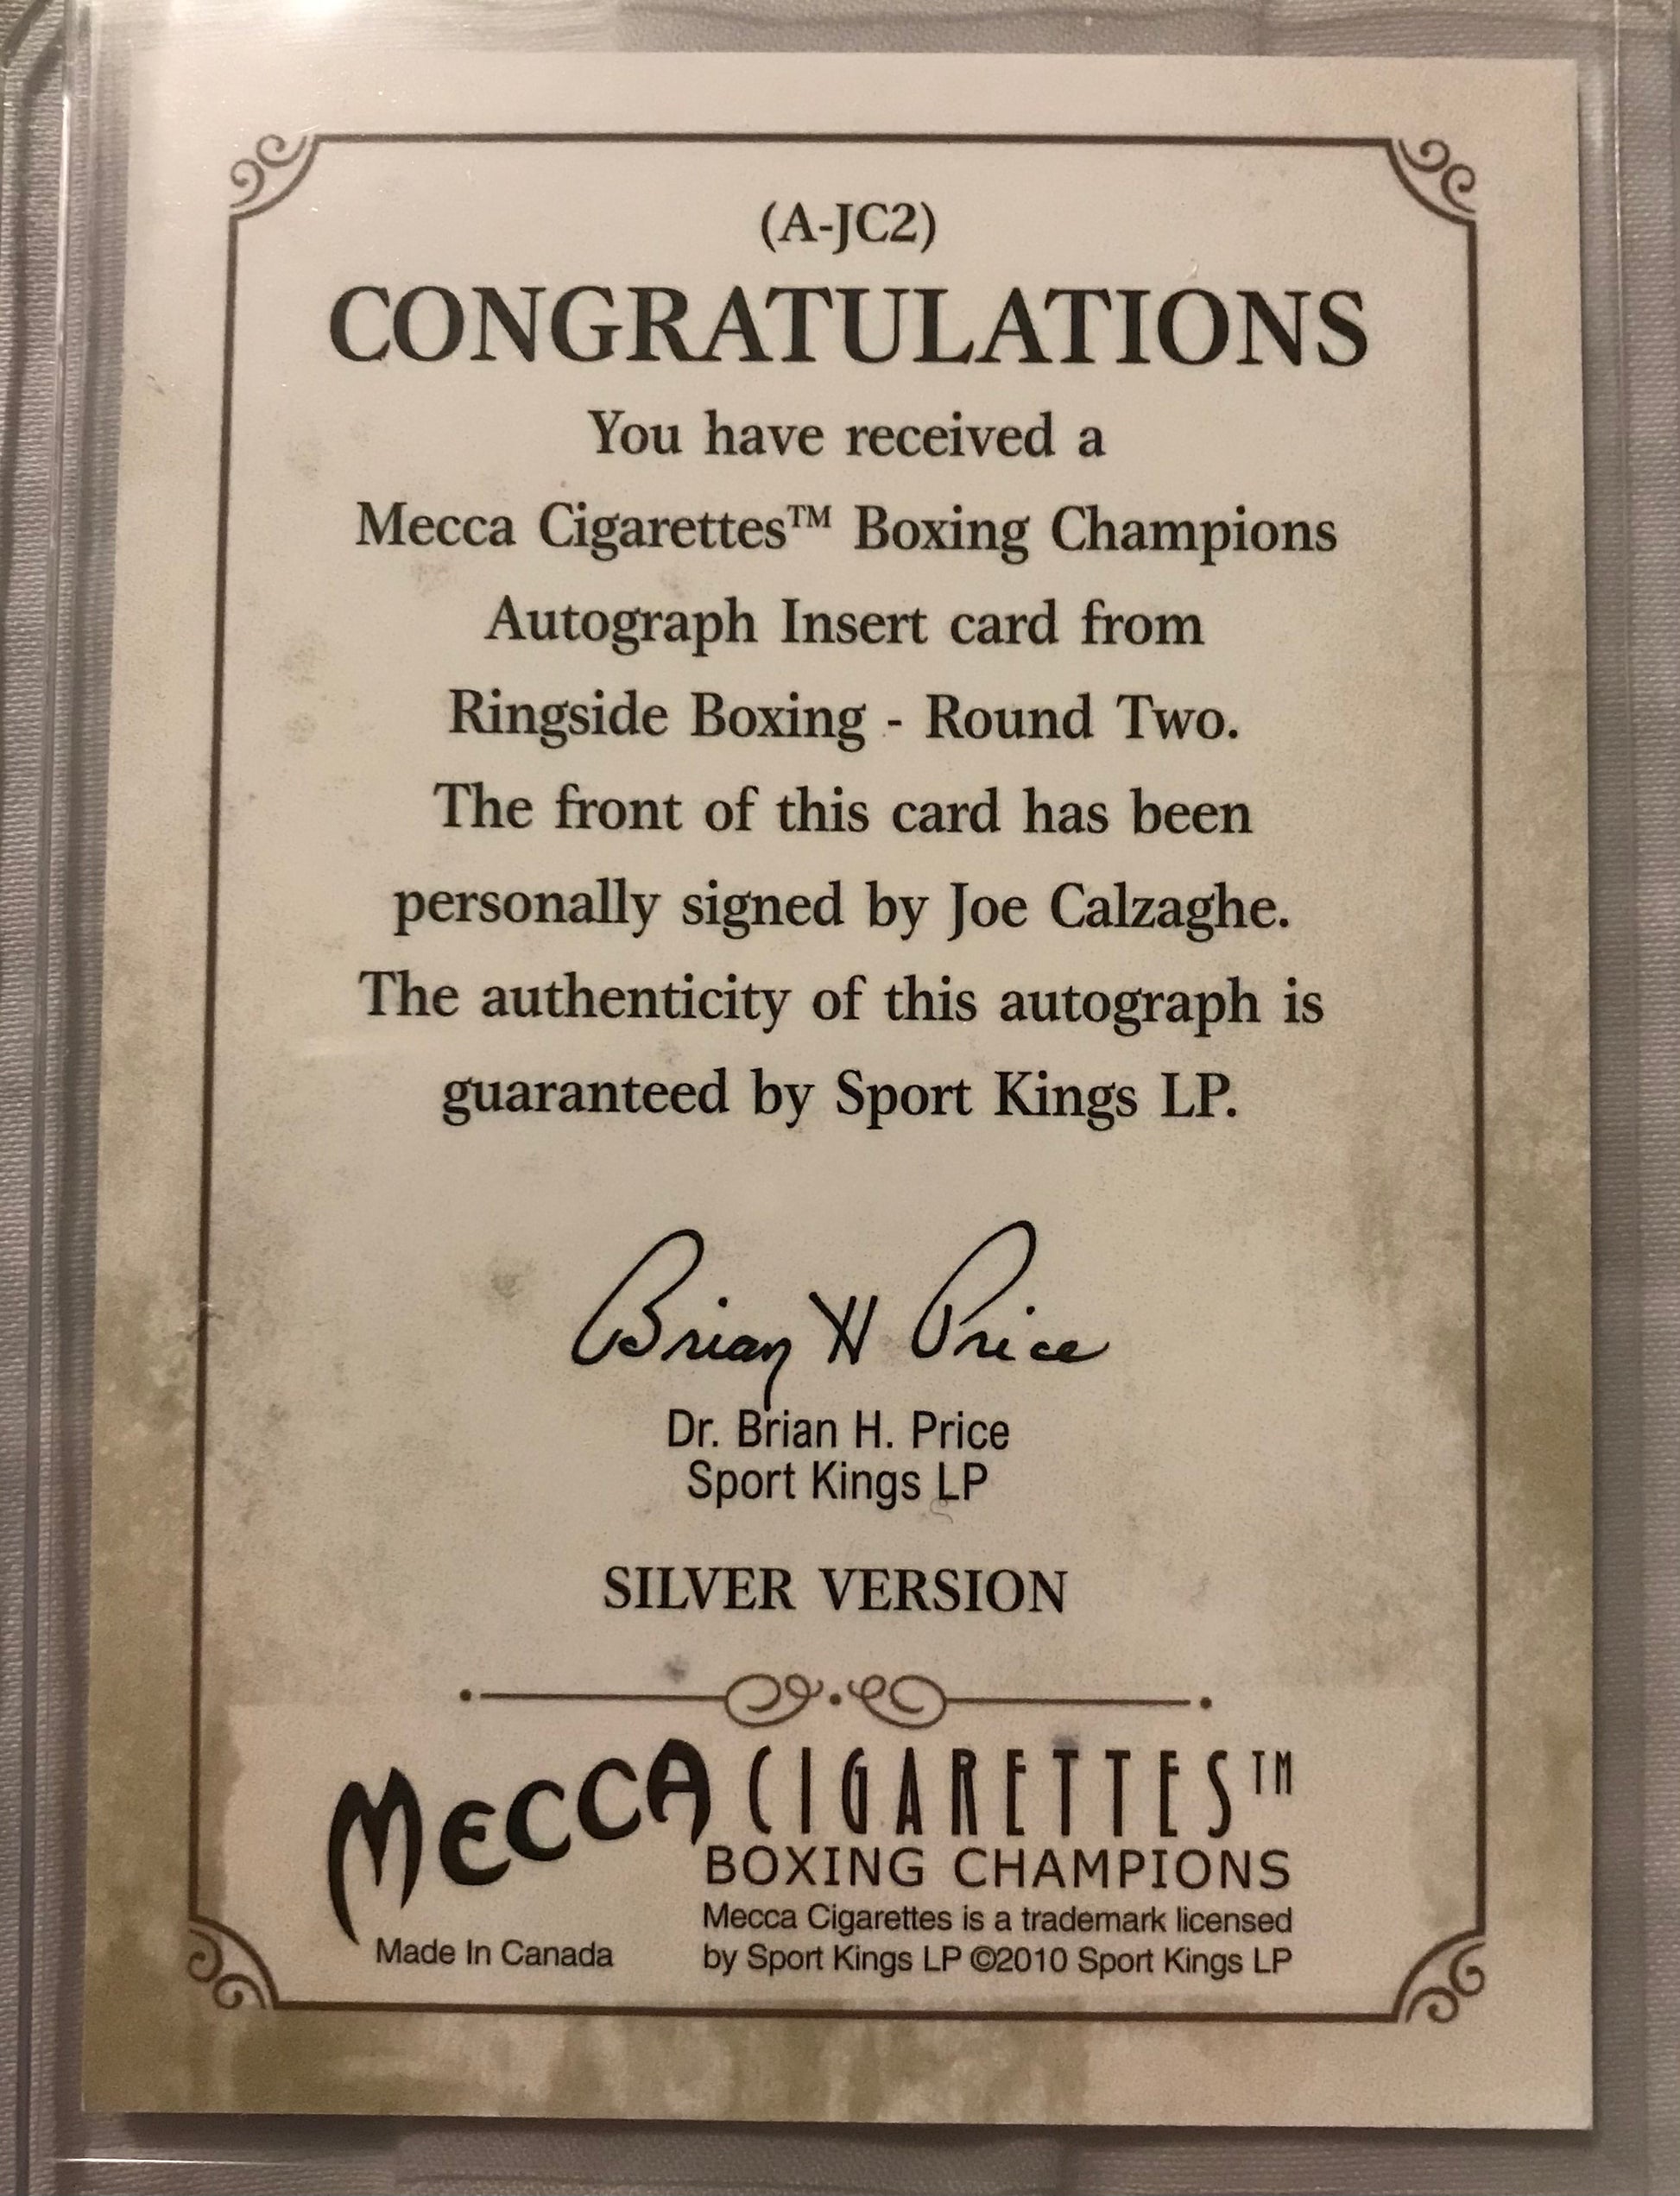 (A-JC2)
CONGRATULATIONS
You have received a
Mecca Cigarettes™ Boxing Champions
Autograph Insert card from
Ringside Boxing - Round Two.
The front of this card has been
personally signed by Joe Calzaghe.
The authenticity of this autograph is
guaranteed by Sport Kings LP.
Brian H Price
Dr. Brian H. Price
Sport Kings LP
SILVER VERSION
MECCA CIGARETTES™
BOXING CHAMPIONS
Mecca Cigarettes is a trademark licensed
by Sport Kings LP ©2010 Sport Kings LP
Made In Canada